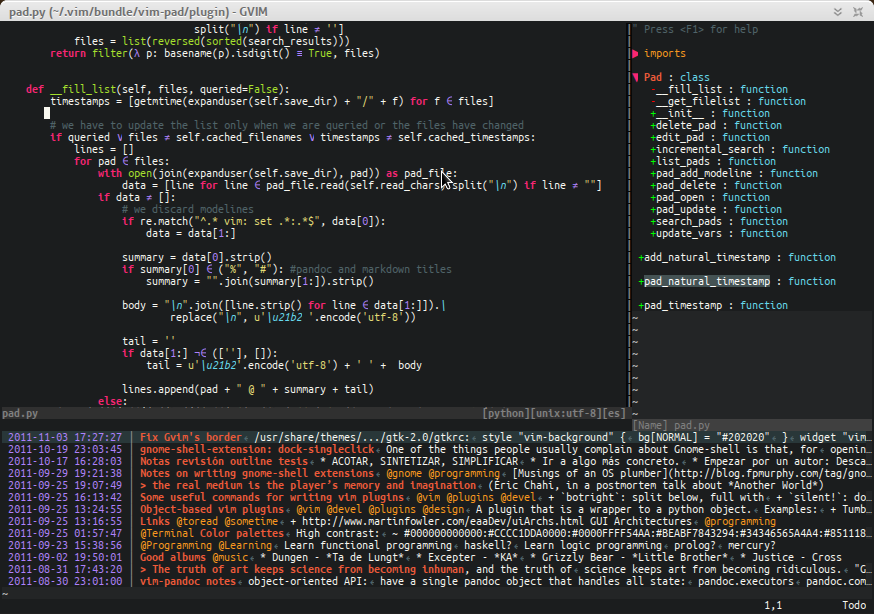 pad.py (~/.vim/bundle/vim-pad/plugin) - GVIM
split("\n") if line ≠ '']
files = list(reversed(sorted(search_results)))
return filter(λ p: basename(p).isdigit() ≡ True, files)
def __fill_list(self, files, queried=False):
timestamps = [getmtime(expanduser(self.save_dir) + "/" + f) for f ∈ files]
# we have to update the list only when we are queried or the files have changed
if queried ∨ files ≠ self.cached_filenames ∨ timestamps ≠ self.cached_timestamps:
lines = []
for pad ∈ files:
with open(join(expanduser(self.save_dir), pad)) as pad_file:
data = [line for line ∈ pad_file.read(self.read_chars).split("\n") if line ≠ ""]
if data ≠ []:
# we discard modelines
if re.match("^.* vim: set .*:.*$", data[0]):
data = data[1:]
summary = data[0].strip()
if summary[0] ∈ ("%", "#"): #pandoc and markdown titles
summary = "".join(summary[1:]).strip()
body = "\n".join([line.strip() for line ∈ data[1:]]).\
replace("\n", u'\u21b2 '.encode('utf-8'))
tail = ''
if data[1:] ¬∈ ([''], []):
tail = u'\u21b2'.encode('utf-8') + ' ' +  body
lines.append(pad + " @ " + summary + tail)
else:
pad.py [python][unix:utf-8][es]
" Press <F1> for help
▶ imports
▼ Pad : class
-__fill_list : function
-__get_filelist : function
+__init__ : function
+delete_pad : function
+edit_pad : function
+incremental_search : function
+list_pads : function
+pad_add_modeline : function
+pad_delete : function
+pad_open : function
+pad_update : function
+search_pads : function
+update_vars : function
+add_natural_timestamp : function
+pad_natural_timestamp : function
+pad_timestamp : function
~
~
~
~
~
~
~
~
~
[Name] pad.py
2011-11-03 17:27:27 | Fix Gvim's border↲ /usr/share/themes/.../gtk-2.0/gtkrc:↲ style "vim-background" {↲ bg[NORMAL] = "#202020"↲ }↲ widget "vim…
2011-10-19 23:03:45 | gnome-shell-extension: dock-singleclick↲ One of the things people usually complain about Gnome-shell is that, for openin…
2011-10-17 16:28:03 | Notas revisión outline tesis↲ * ACOTAR, SINTETIZAR, SIMPLIFICAR↲ * Ir a algo más concreto.↲ * Empezar por un autor: Desca…
2011-09-29 19:21:38 | Notes on writing gnome-shell extensions↲ @gnome @programming↲ [Musings of an OS plumber](http://blog.fpmurphy.com/tag/gno…
2011-09-25 19:07:49 | > the real medium is the player's memory and imagination↲ (Eric Chahi, in a postmortem talk about *Another World*)
2011-09-25 16:13:42 | Some useful commands for writing vim plugins↲ @vim @plugins @devel↲ + `botright`: split below, full with↲ + `silent!`: do…
2011-09-25 13:24:55 | Object-based vim plugins↲ @vim @devel @plugins @design↲ A plugin that is a wrapper to a python object. Examples:↲ + Tumb…
2011-09-25 13:16:55 | Links @toread @sometime↲ + http://www.martinfowler.com/eaaDev/uiArchs.html GUI Architectures↲ @programming
2011-09-25 01:57:47 | @Terminal Color palettes↲ High contrast:↲ ~ #000000000000:#CCCC1DDA0000:#0000FFFF54AA:#BEABF7843294:#34346565A4A4:#851118…
2011-09-23 15:38:56 | @Programming @Learning↲ Learn functional programming↲ haskell?↲ Learn logic programming↲ prolog?↲ mercury?
2011-09-02 19:50:01 | Good albums @music↲ * Dungen - *Ta de Lungt*↲ * Excepter - *KA*↲ * Grizzly Bear - *Little Brother*↲ * Justice - Cross
2011-08-31 17:43:20 | > The truth of art keeps science from becoming inhuman, and the truth of↲ science keeps art from becoming ridiculous.↲ "G…
2011-08-30 23:01:00 | vim-pandoc notes↲ object-oriented API:↲ have a single pandoc object that handles all state:↲ pandoc.executors↲ pandoc.com…
~
1,1 Todo